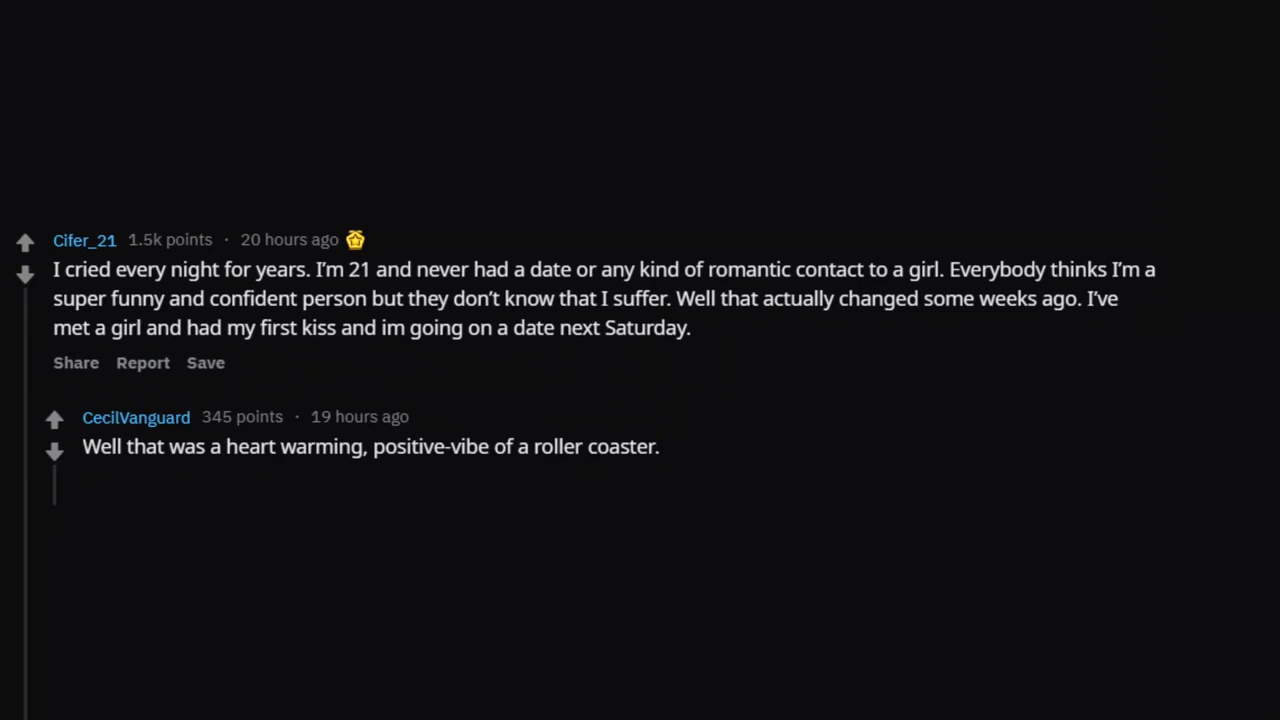 Cifer_21 1.5k points · 20 hours ago
I cried every night for years. I’m 21 and never had a date or any kind of romantic contact to a girl. Everybody thinks I’m a
super funny and confident person but they don’t know that I suffer. Well that actually changed some weeks ago. I’ve
met a girl and had my first kiss and im going on a date next Saturday.
Share Report Save
CecilVanguard 345 points · 19 hours ago
Well that was a heart warming, positive-vibe of a roller coaster.